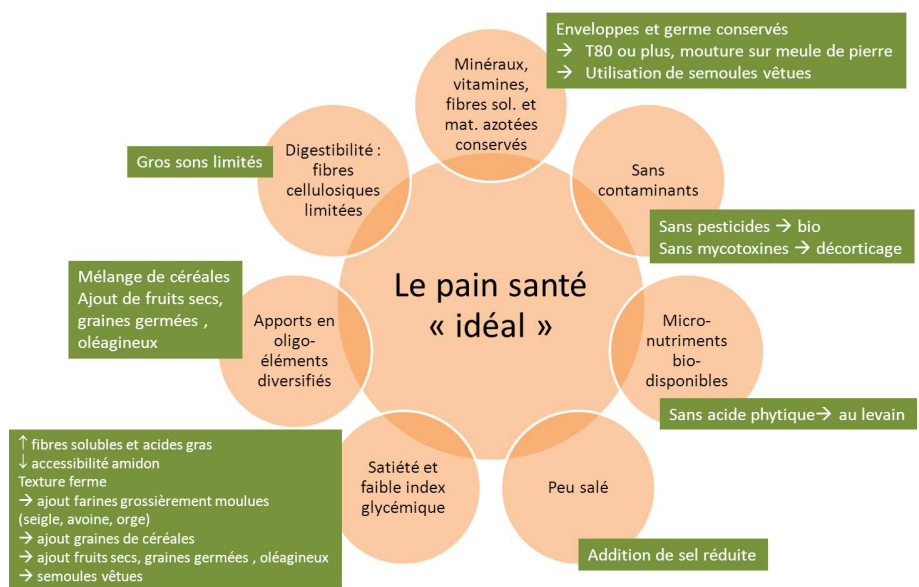 Le pain santé
« idéal »
Minéraux,
vitamines,
fibres sol. et
mat. azotées
conservés
Enveloppes et germe conservés
→ T80 ou plus, mouture sur meule de pierre
→ Utilisation de semoules vêtues
Sans
contaminants
Sans pesticides → bio
Sans mycotoxines → décorticage
Micro-
nutriments
bio-
disponibles
Sans acide phytique→ au levain
Peu salé
Addition de sel réduite
Satiété et
faible index
glycémique
↑ fibres solubles et acides gras
↓ accessibilité amidon
Texture ferme
→ ajout farines grossièrement moulues
(seigle, avoine, orge)
→ ajout graines de céréales
→ ajout fruits secs, graines germées , oléagineux
→ semoules vêtues
Apports en
oligo-
éléments
diversifiés
Mélange de céréales
Ajout de fruits secs,
graines germées ,
oléagineux
Digestibilité :
fibres
cellulosiques
limitées
Gros sons limités